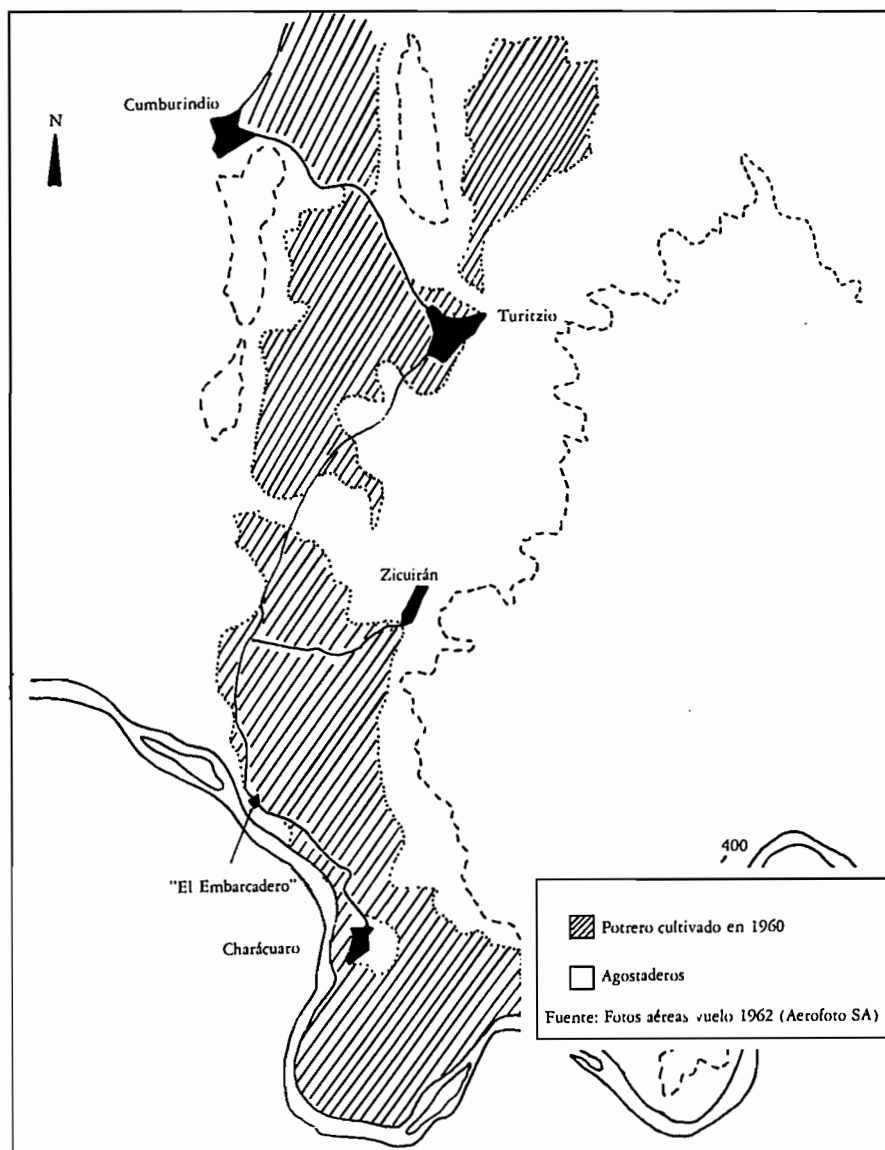 Cumburindio
N
Turitzio
Zicuirán
400
"El Embarcadero"
Charácuaro
Potrero cultivado en 1960
Agostaderos
Fuente: Fotos aéreas vuelo 1962 (Aerofoto SA)